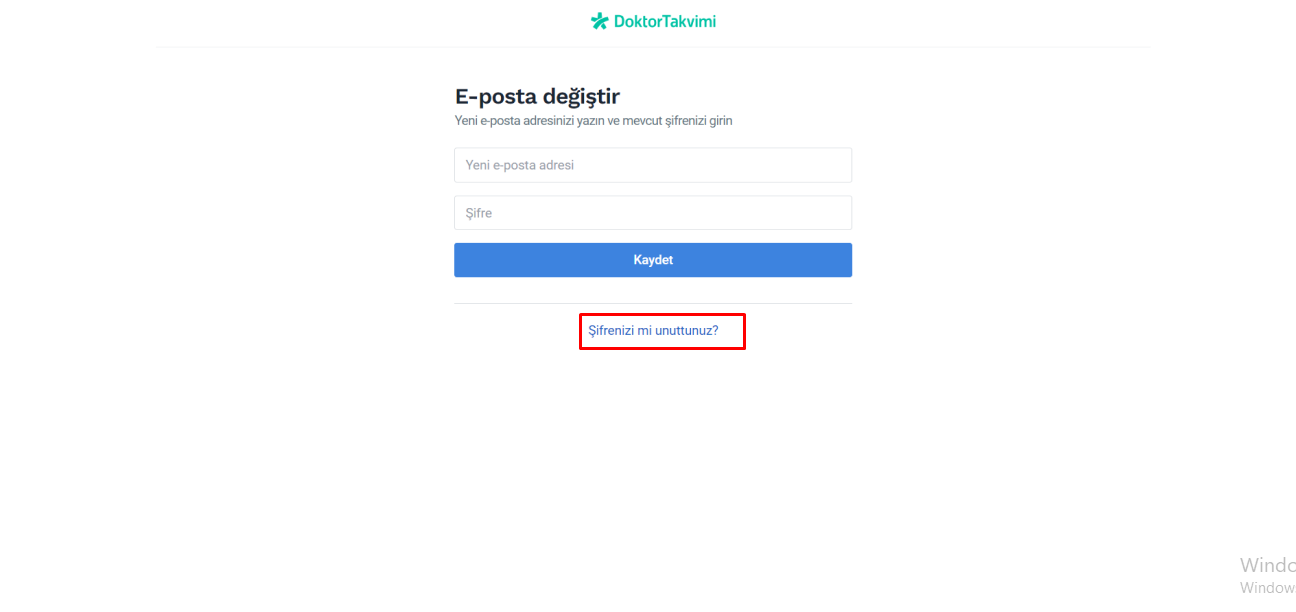 DoktorTakvimi
E-posta değiştir
Yeni e-posta adresinizi yazın ve mevcut şifrenizi girin
Yeni e-posta adresi
Şifre
Kaydet
Şifrenizi mi unuttunuz?
Windo
Window